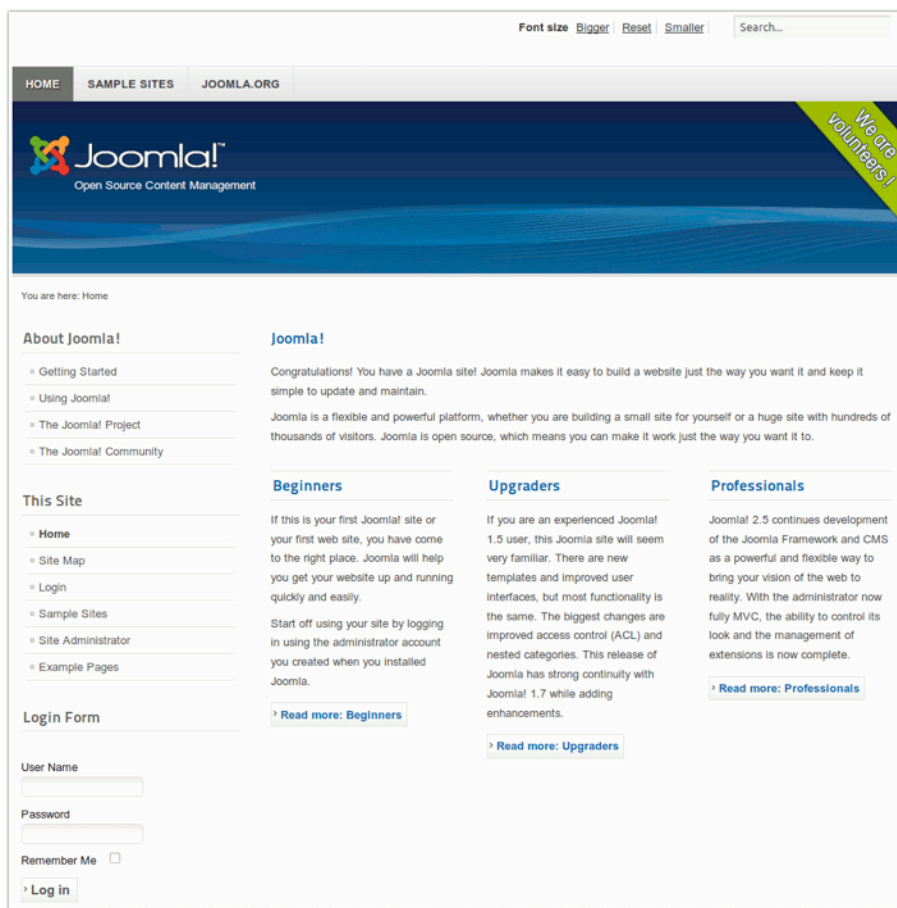 Font size Bigger Reset Smaller Search...
HOME SAMPLE SITES JOOMLA.ORG
We are
volunteers!
Joomla!™
Open Source Content Management
You are here: Home
About Joomla!
Getting Started
Using Joomla!
The Joomla! Project
The Joomla! Community
This Site
Home
Site Map
Login
Sample Sites
Site Administrator
Example Pages
Login Form
User Name
Password
Remember Me
Log in
Joomla!
Congratulations! You have a Joomla site! Joomla makes it easy to build a website just the way you want it and keep it
simple to update and maintain.
Joomla is a flexible and powerful platform, whether you are building a small site for yourself or a huge site with hundreds of
thousands of visitors. Joomla is open source, which means you can make it work just the way you want it to.
Beginners
If this is your first Joomla! site or
your first web site, you have come
to the right place. Joomla will help
you get your website up and running
quickly and easily.
Start off using your site by logging
in using the administrator account
you created when you installed
Joomla.
Read more: Beginners
Upgraders
If you are an experienced Joomla!
1.5 user, this Joomla site will seem
very familiar. There are new
templates and improved user
interfaces, but most functionality is
the same. The biggest changes are
improved access control (ACL) and
nested categories. This release of
Joomla has strong continuity with
Joomla! 1.7 while adding
enhancements.
Read more: Upgraders
Professionals
Joomla! 2.5 continues development
of the Joomla Framework and CMS
as a powerful and flexible way to
bring your vision of the web to
reality. With the administrator now
fully MVC, the ability to control its
look and the management of
extensions is now complete.
Read more: Professionals